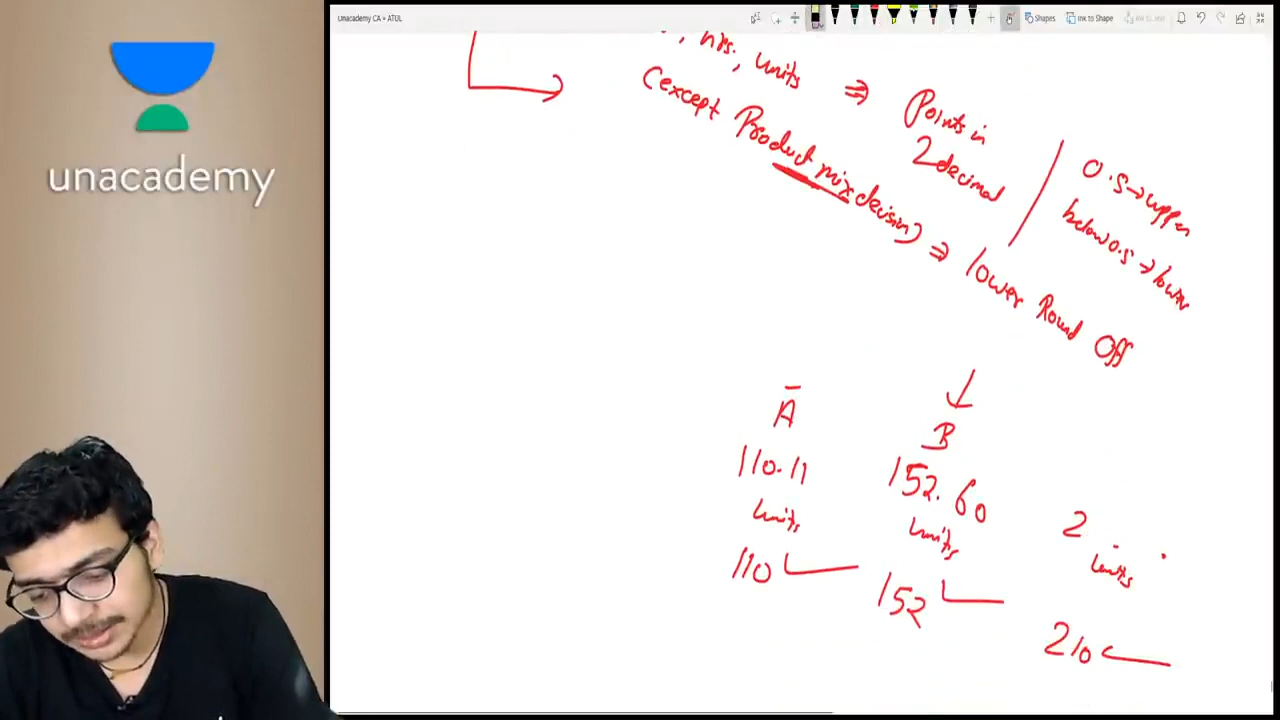 Unacademy CA = ATUL
Shapes
Ink to Shape
unacademy
, hrs, units ⇒ Points in
2 decimal
0.5 → upper
below 0.5 → lower
(except Product mix decision) ⇒ lower Round Off
A
110.11
units
110
B
152.60
units
152
2
units
210